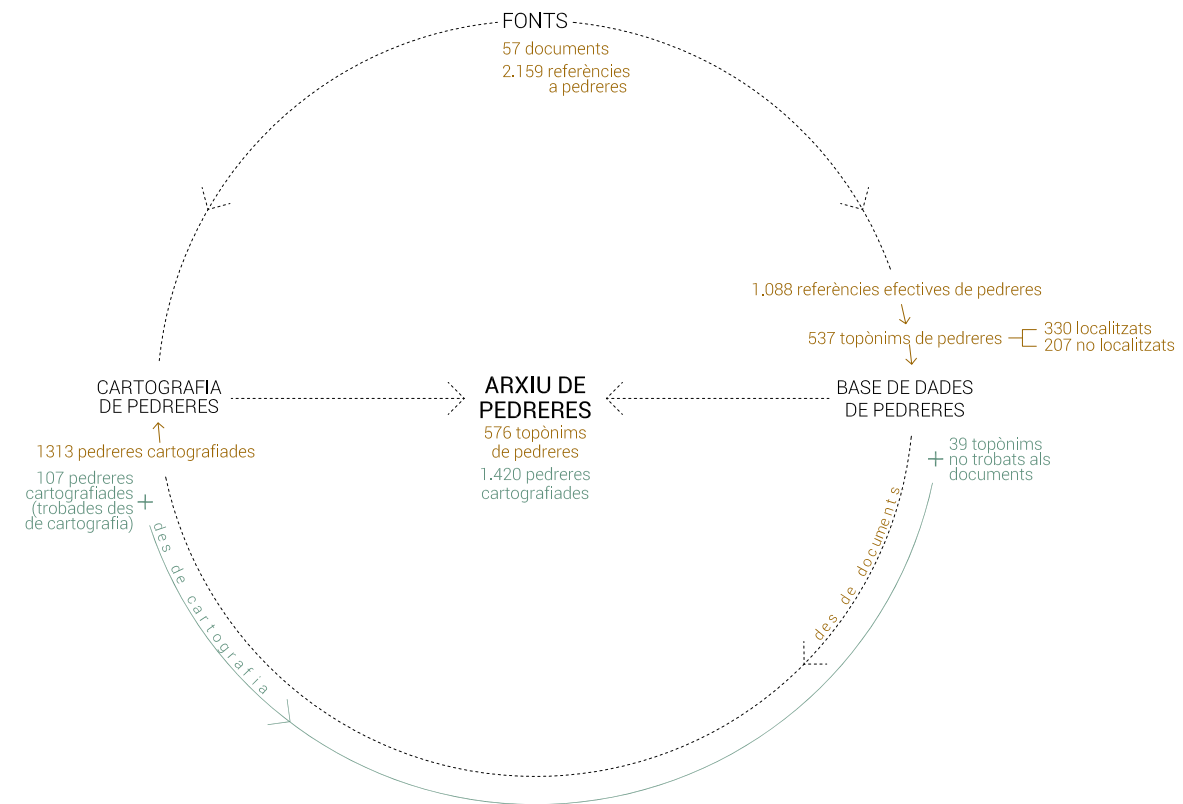 FONTS
57 documents
2.159 referències
a pedreres
1.088 referències efectives de pedreres
537 topònims de pedreres
330 localitzats
207 no localitzats
CARTOGRAFIA
DE PEDRERES
ARXIU DE
PEDRERES
BASE DE DADES
DE PEDRERES
576 topònims
de pedreres
1.420 pedreres
cartografiades
1313 pedreres cartografiades
107 pedreres
cartografiades
(trobades des
de cartografia)
+
+
39 topònims
no trobats als
documents
des de documents
des de cartografia